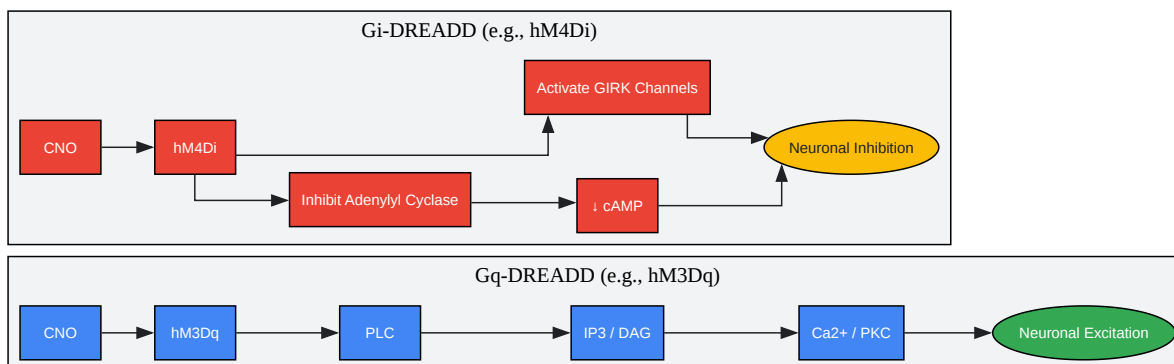 Gi-DREADD (e.g., hM4Di)
Activate GIRK Channels
CNO
hM4Di
Neuronal Inhibition
Inhibit Adenylyl Cyclase
↓ cAMP
Gq-DREADD (e.g., hM3Dq)
CNO
hM3Dq
PLC
IP3 / DAG
Ca2+ / PKC
Neuronal Excitation